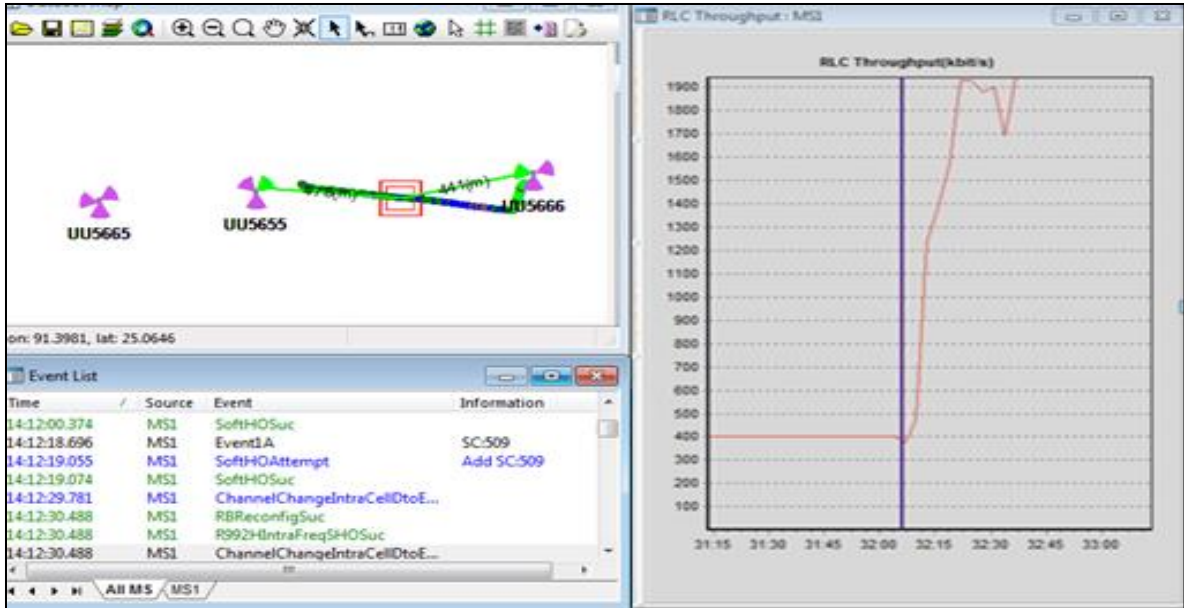 UU5665
UU5655
44.1(m)
UU5666
on: 91.3981, lat: 25.0646
Event List
Time / Source Event Information
14:12:00.374 MS1 SoftHOSuc
14:12:18.696 MS1 Event1A SC:509
14:12:19.055 MS1 SoftHOAttempt Add SC:509
14:12:19.074 MS1 SoftHOSuc
14:12:29.781 MS1 ChannelChangeIntraCellDtoE...
14:12:30.488 MS1 RBReconfigSuc
14:12:30.488 MS1 R992HIntraFreqSHOSuc
14:12:30.488 MS1 ChannelChangeIntraCellDtoE...
All MS MS1
RLC Throughput : MS1
RLC Throughput(kbit/s)
1900
1800
1700
1600
1500
1400
1300
1200
1100
1000
900
800
700
600
500
400
300
200
100
31:15 31:30 31:45 32:00 32:15 32:30 32:45 33:00